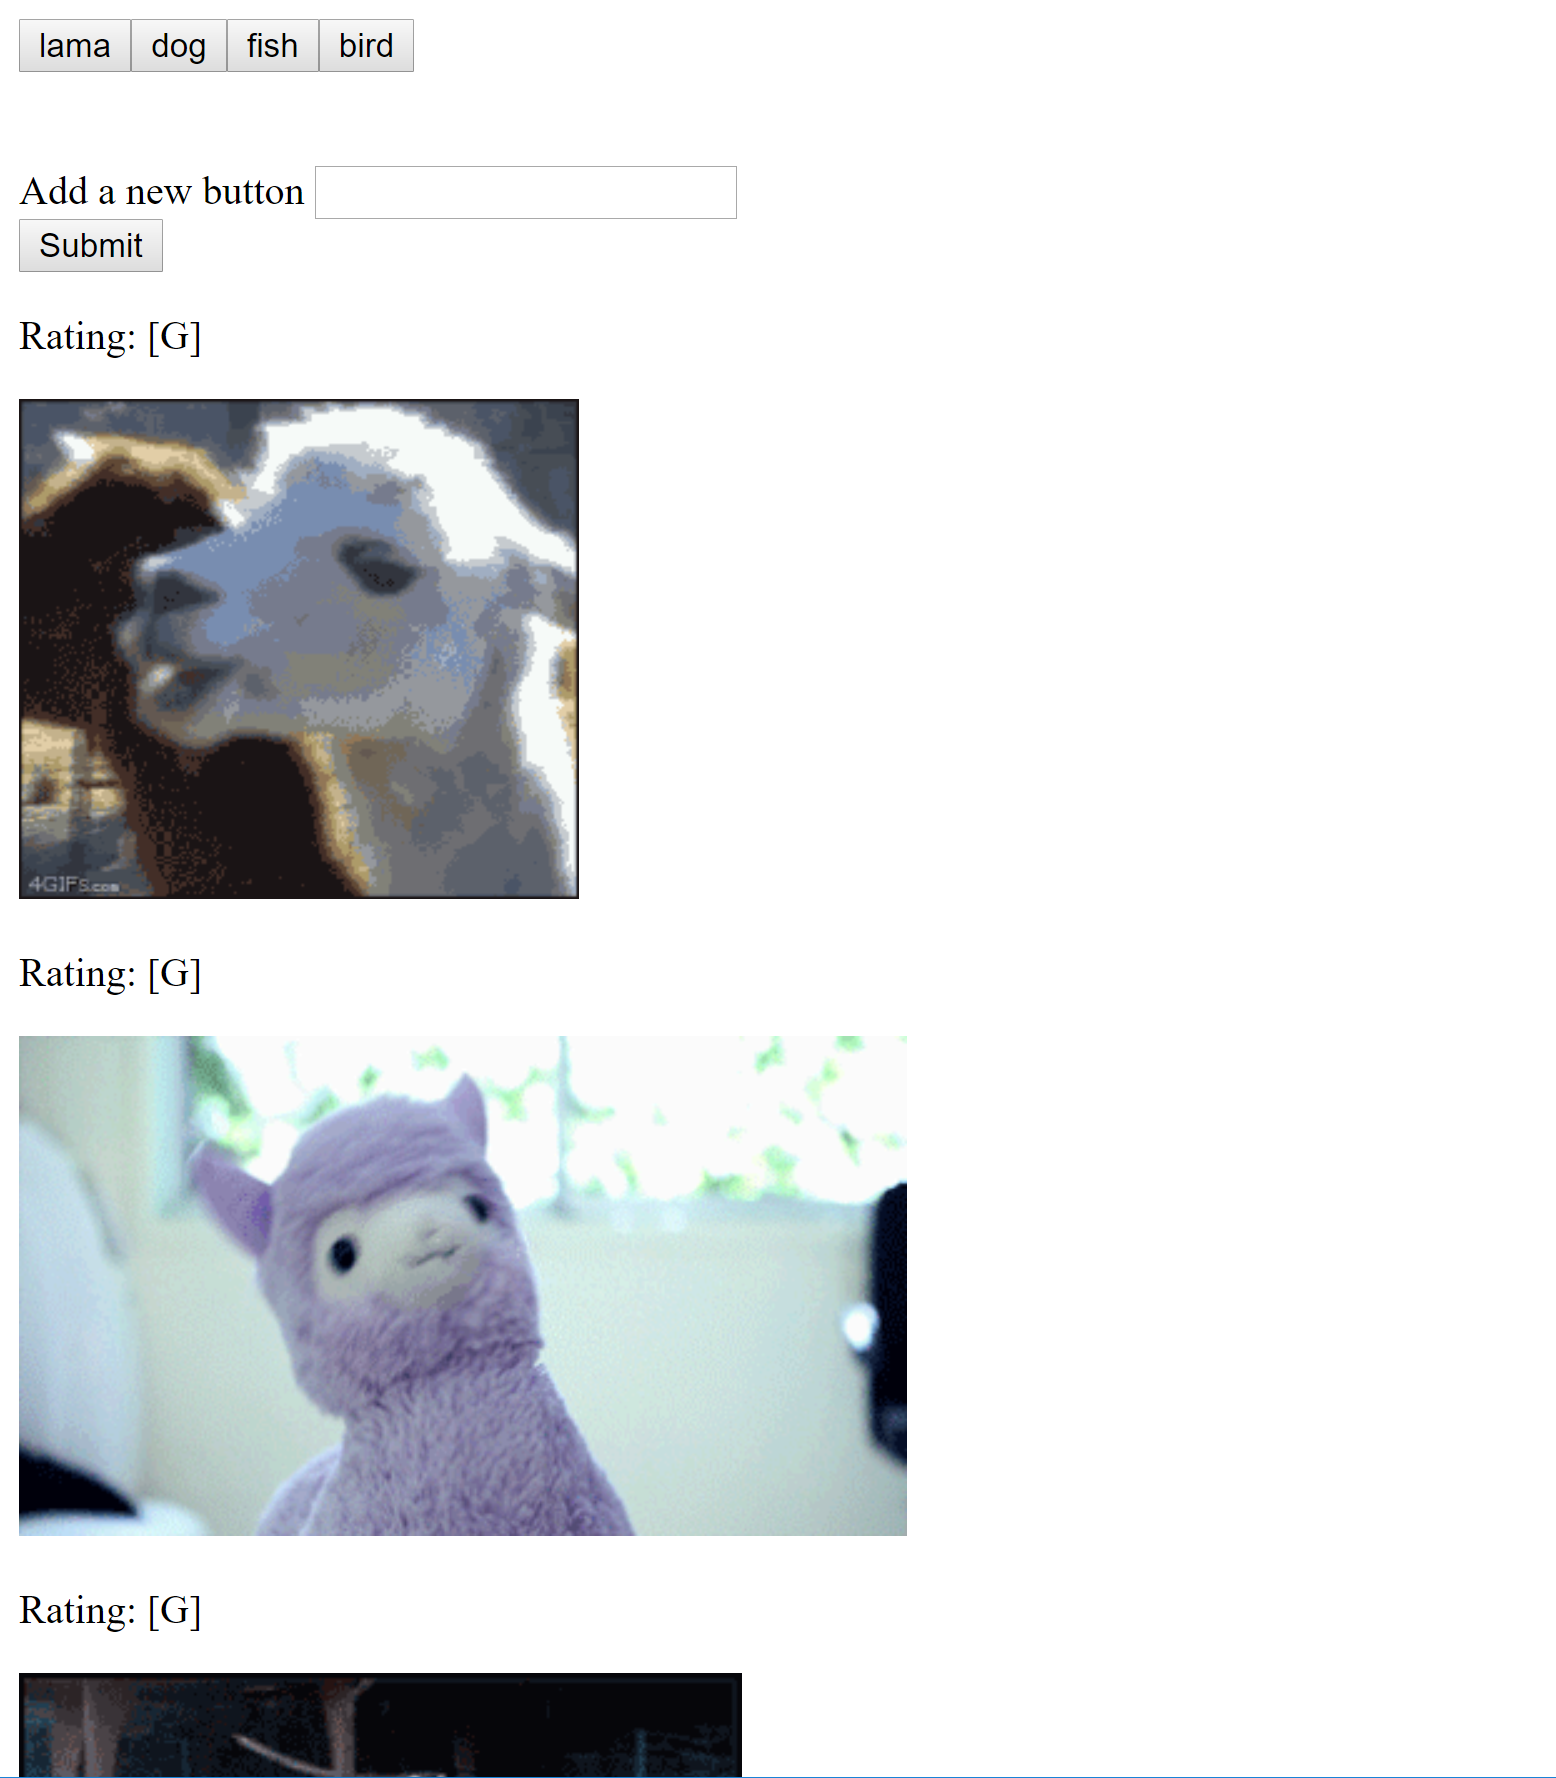 lama dog fish bird
Add a new button
Submit
Rating: [G]
4GIFs.com
Rating: [G]
Rating: [G]